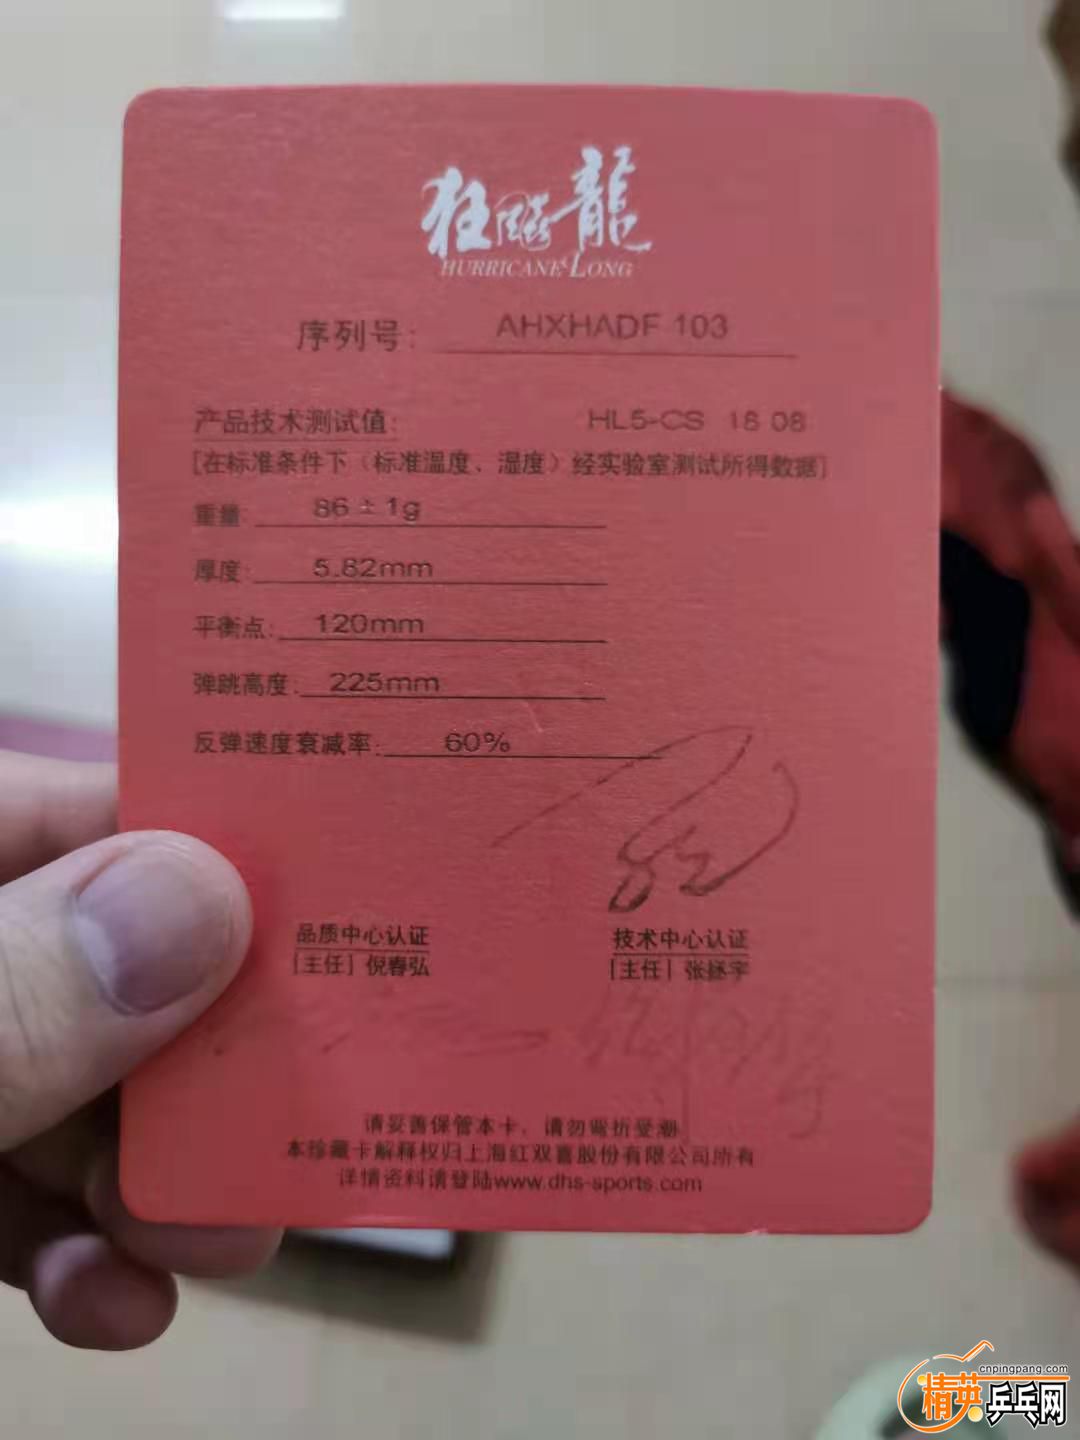 狂飚龍
HURRICANE LONG
序列号: AHXHADF 103
产品技术测试值: HL5-CS 18 08
[在标准条件下（标准温度、湿度）经实验室测试所得数据]
重量: 86±1g
厚度: 5.82mm
平衡点: 120mm
弹跳高度: 225mm
反弹速度衰减率: 60%
品质中心认证 技术中心认证
[主任] 倪春弘 [主任] 张拯宇
请妥善保管本卡，请勿弯折受潮
本珍藏卡解释权归上海红双喜股份有限公司所有
详情资料请登陆www.dhs-sports.com
cnpingpang.com
精英乒乓网